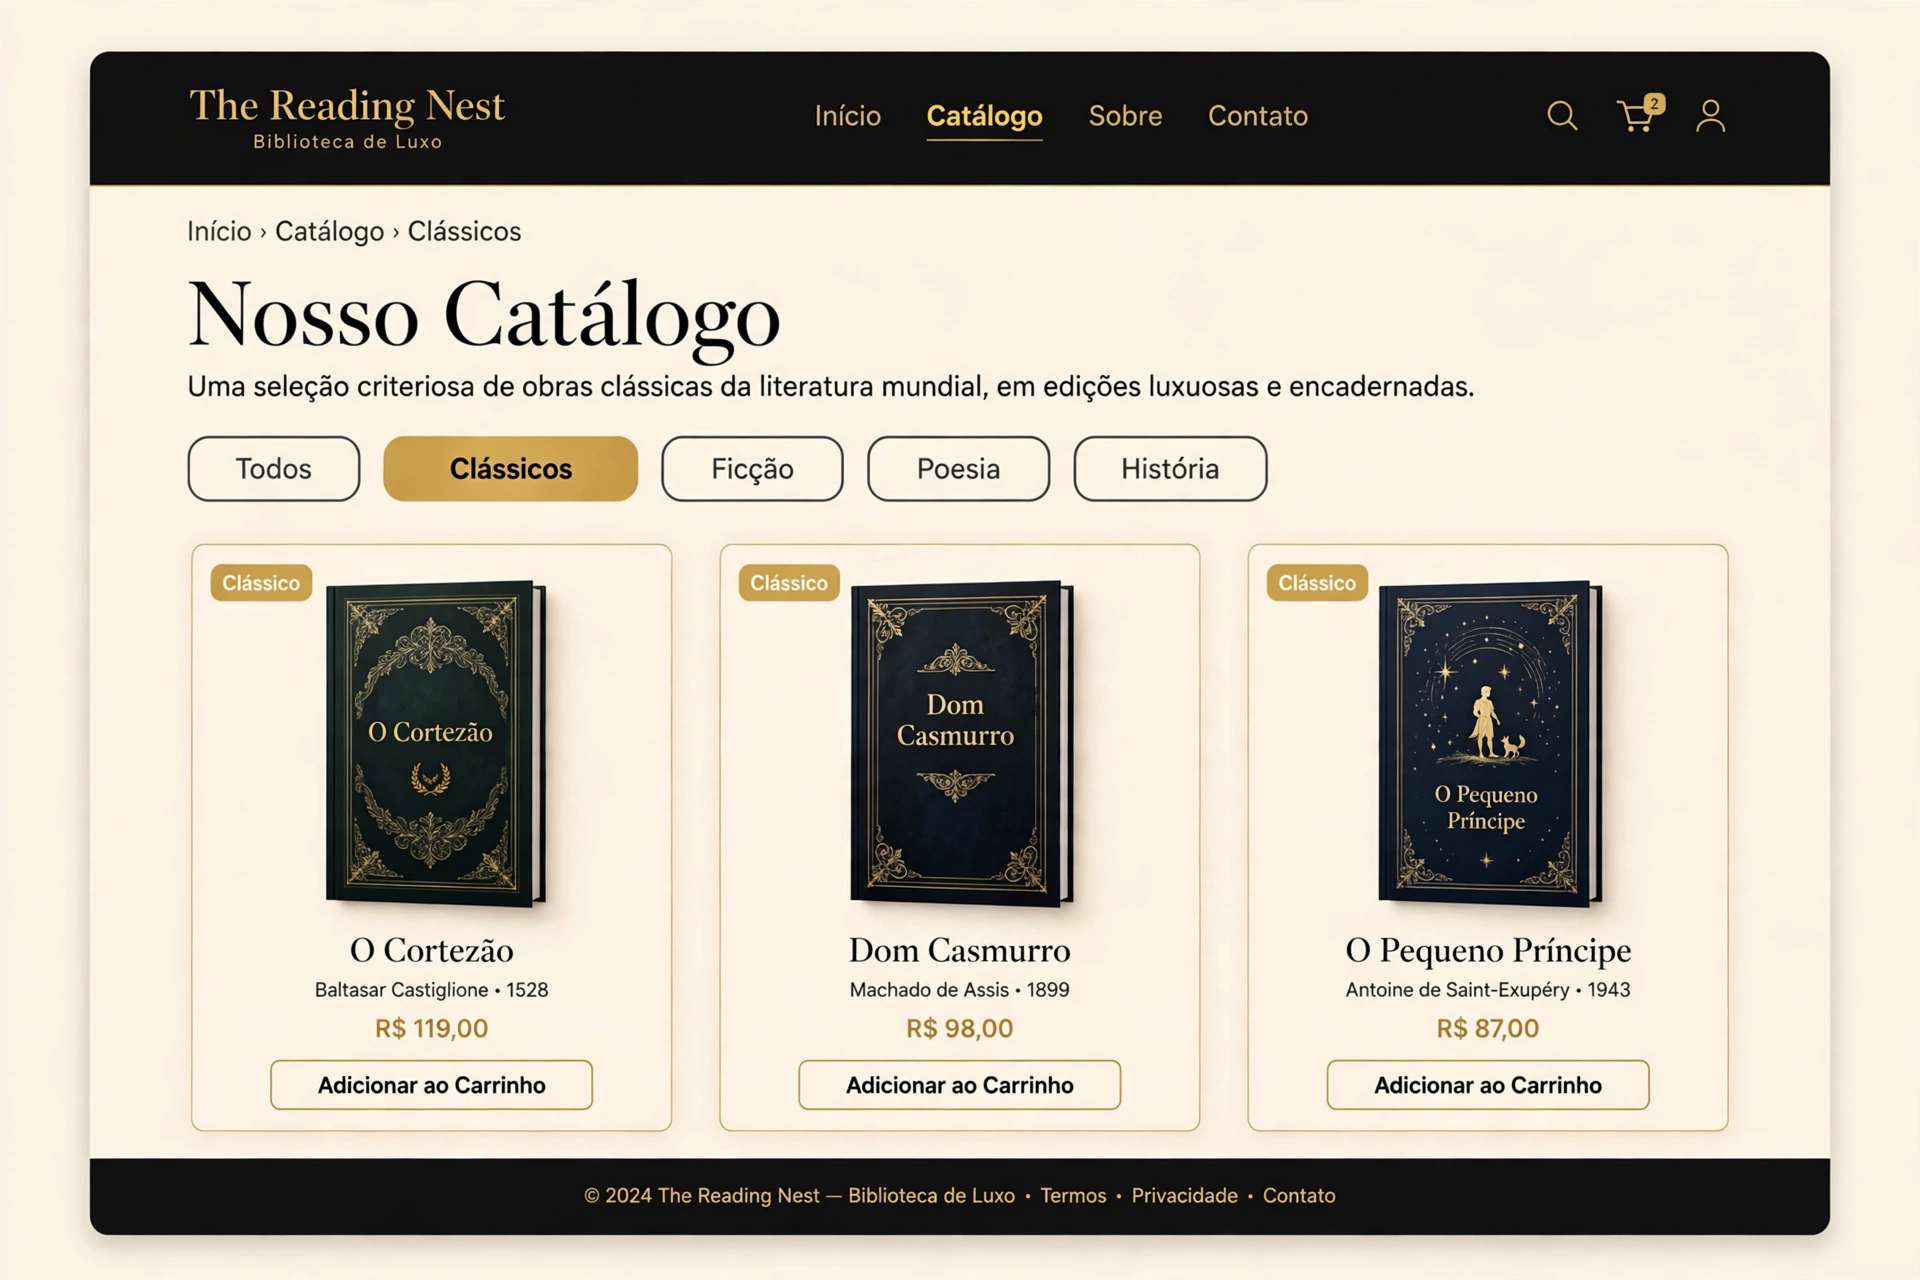 The Reading Nest
Biblioteca de Luxo
Início Catálogo Sobre Contato
2
Início › Catálogo › Clássicos
Nosso Catálogo
Uma seleção criteriosa de obras clássicas da literatura mundial, em edições luxuosas e encadernadas.
Todos Clássicos Ficção Poesia História
Clássico
O Cortezão
O Cortezão
Baltasar Castiglione • 1528
R$ 119,00
Adicionar ao Carrinho
Clássico
Dom
Casmurro
Dom Casmurro
Machado de Assis • 1899
R$ 98,00
Adicionar ao Carrinho
Clássico
O Pequeno
Príncipe
O Pequeno Príncipe
Antoine de Saint-Exupéry • 1943
R$ 87,00
Adicionar ao Carrinho
© 2024 The Reading Nest — Biblioteca de Luxo • Termos • Privacidade • Contato